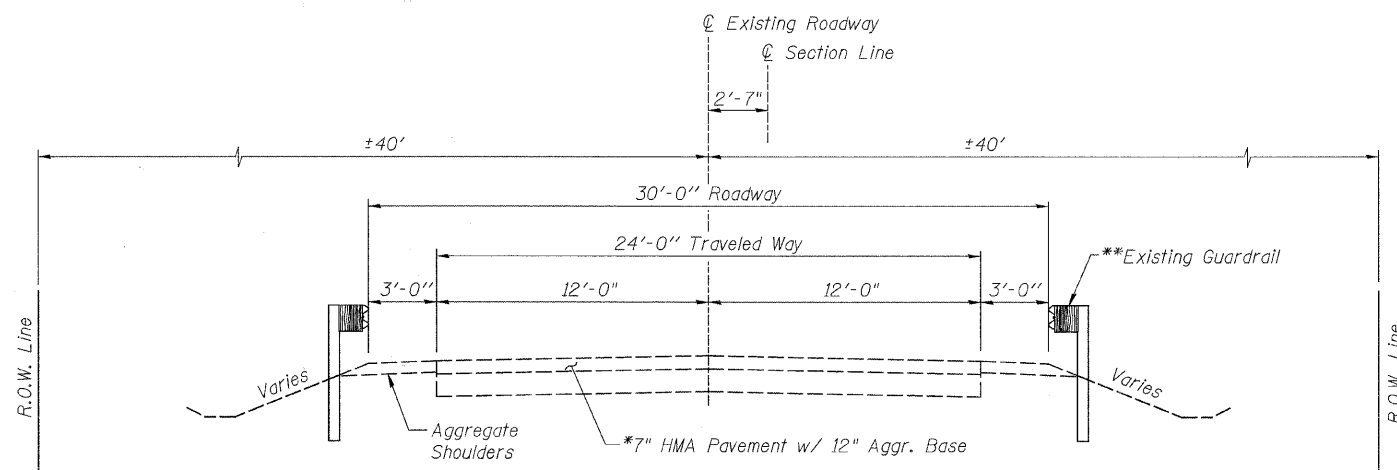 ℄ Existing Roadway
℄ Section Line
2'-7"
±40'
±40'
30'-0" Roadway
24'-0" Traveled Way
**Existing Guardrail
3'-0"
12'-0"
12'-0"
3'-0"
R.O.W. Line
R.O.W. Line
Varies
Varies
Aggregate
Shoulders
*7" HMA Pavement w/ 12" Aggr. Base